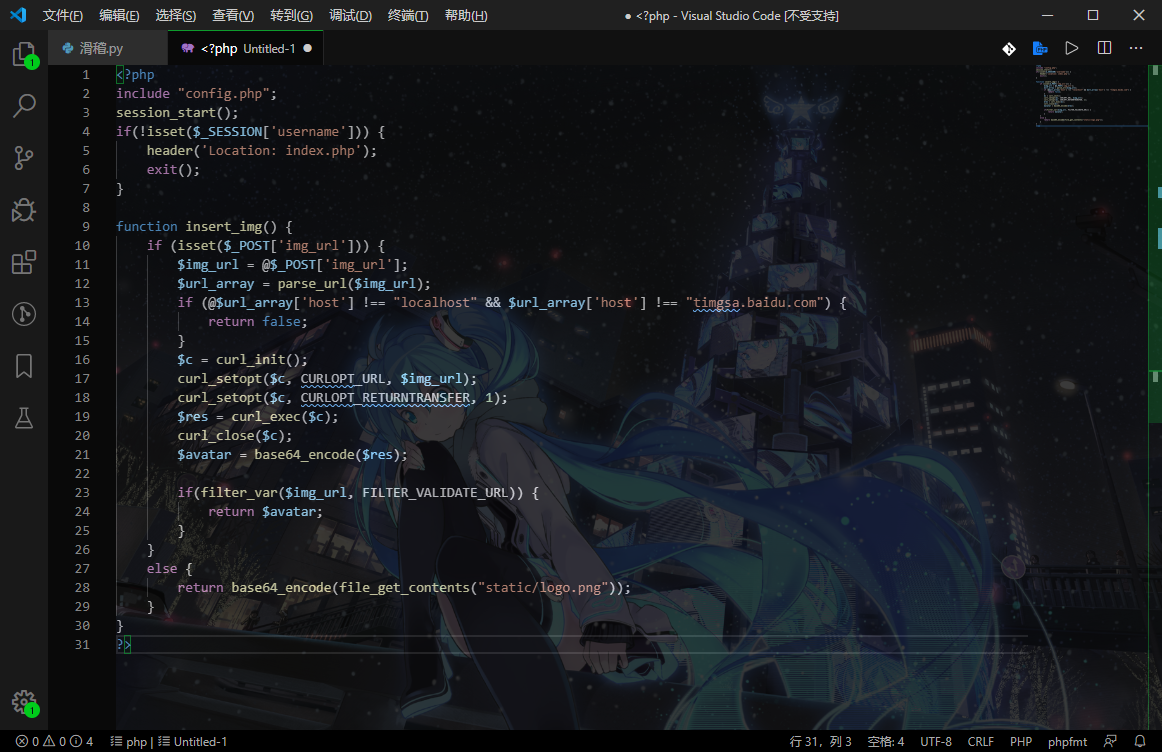 文件(F) 编辑(E) 选择(S) 查看(V) 转到(G) 调试(D) 终端(T) 帮助(H) ● <?php - Visual Studio Code [不受支持]
滑稽.py <?php Untitled-1 ●
1 <?php
2 include "config.php";
3 session_start();
4 if(!isset($_SESSION['username'])) {
5     header('Location: index.php');
6     exit();
7 }
8
9 function insert_img() {
10     if (isset($_POST['img_url'])) {
11         $img_url = @$_POST['img_url'];
12         $url_array = parse_url($img_url);
13         if (@$url_array['host'] !== "localhost" && $url_array['host'] !== "timgsa.baidu.com") {
14             return false;
15         }
16         $c = curl_init();
17         curl_setopt($c, CURLOPT_URL, $img_url);
18         curl_setopt($c, CURLOPT_RETURNTRANSFER, 1);
19         $res = curl_exec($c);
20         curl_close($c);
21         $avatar = base64_encode($res);
22
23         if(filter_var($img_url, FILTER_VALIDATE_URL)) {
24             return $avatar;
25         }
26     }
27     else {
28         return base64_encode(file_get_contents("static/logo.png"));
29     }
30 }
31 ?>
1
1
0 0 4 php | Untitled-1 行 31，列 3 空格: 4 UTF-8 CRLF PHP phpfmt